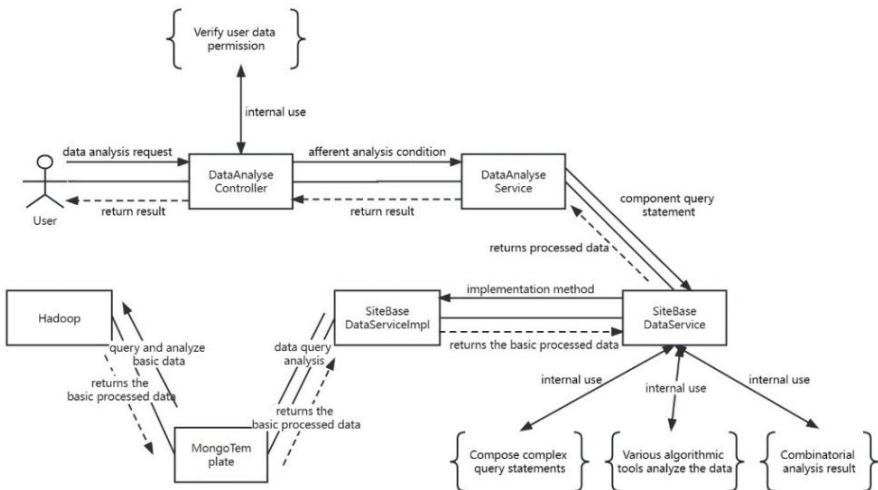 Verify user data
permission
internal use
data analysis request
afferent analysis condition
DataAnalyse
Controller
DataAnalyse
Service
component query
statement
return result
return result
User
returns processed data
implementation method
Hadoop
SiteBase
DataServiceImpl
SiteBase
DataService
query and analyze
basic data
data query
analysis
returns the basic processed data
returns the
basic processed data
internal use
internal use
internal use
returns the
basic processed data
MongoTem
plate
Compose complex
query statements
Various algorithmic
tools analyze the data
Combinatorial
analysis result